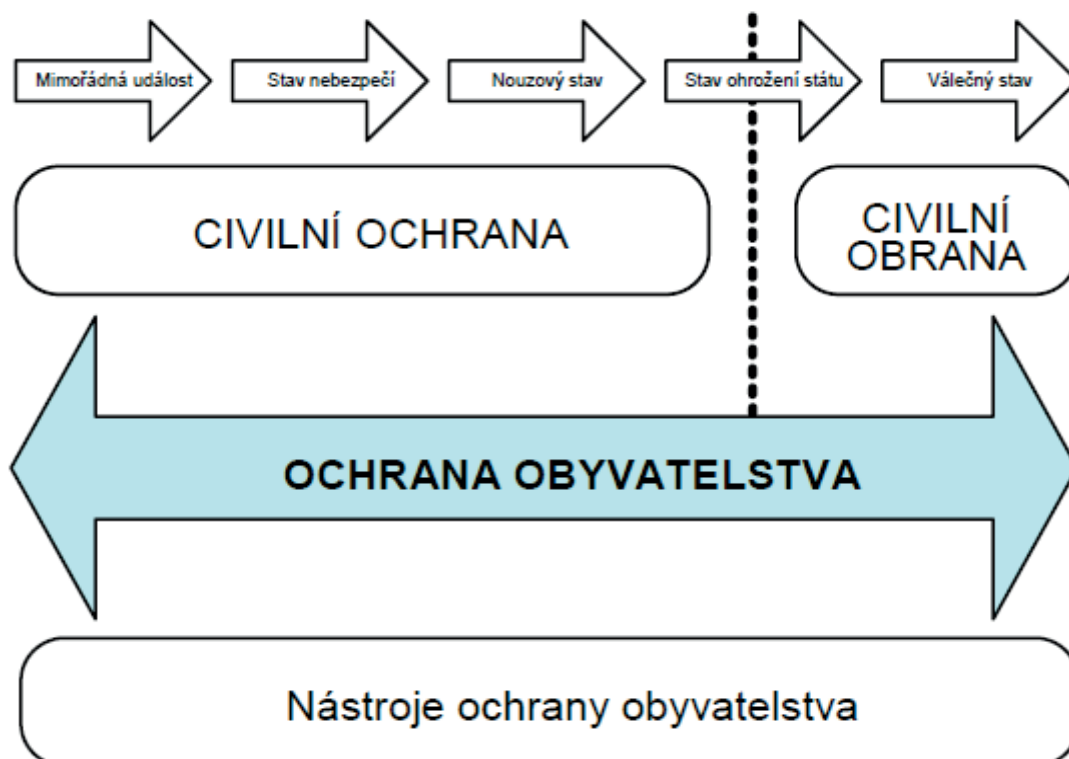 Mimořádná událost
Stav nebezpečí
Nouzový stav
Stav ohrožení státu
Válečný stav
CIVILNÍ OCHRANA
CIVILNÍ
OBRANA
OCHRANA OBYVATELSTVA
Nástroje ochrany obyvatelstva